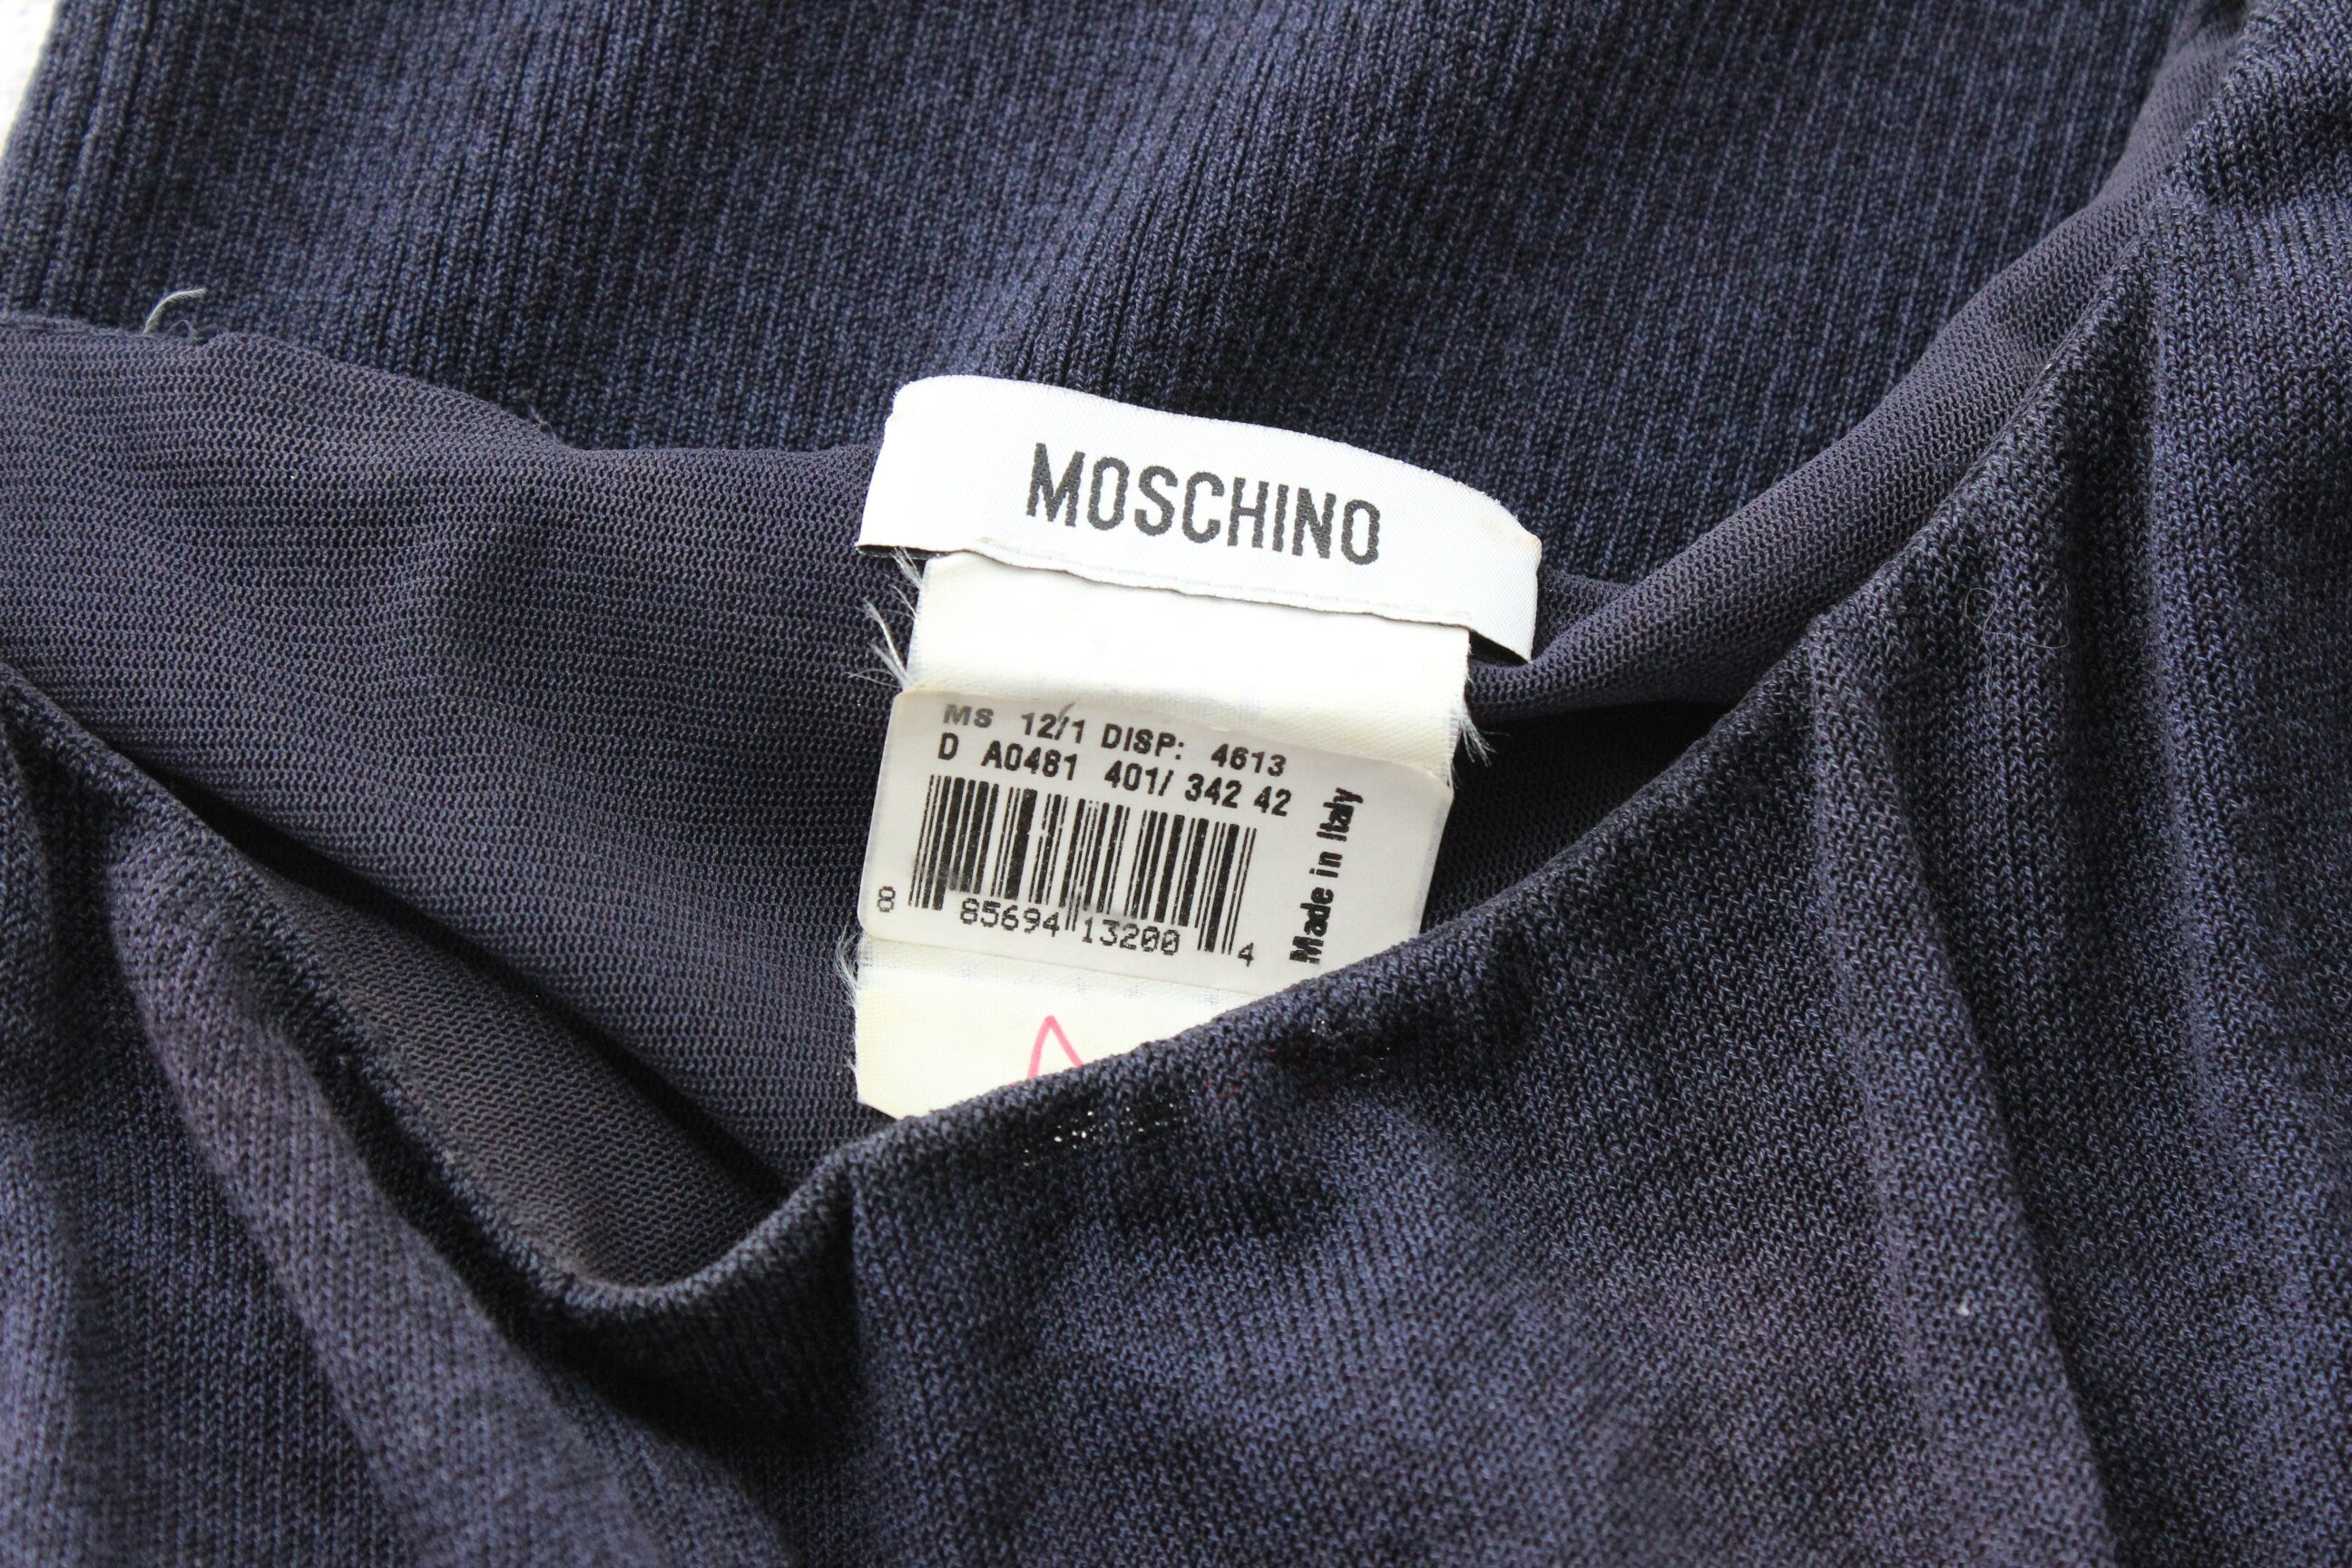 MOSCHINO
MS 12/1 DISP: 4613
D A0481 401/ 342 42
8 85694 13200 4
Made in Italy